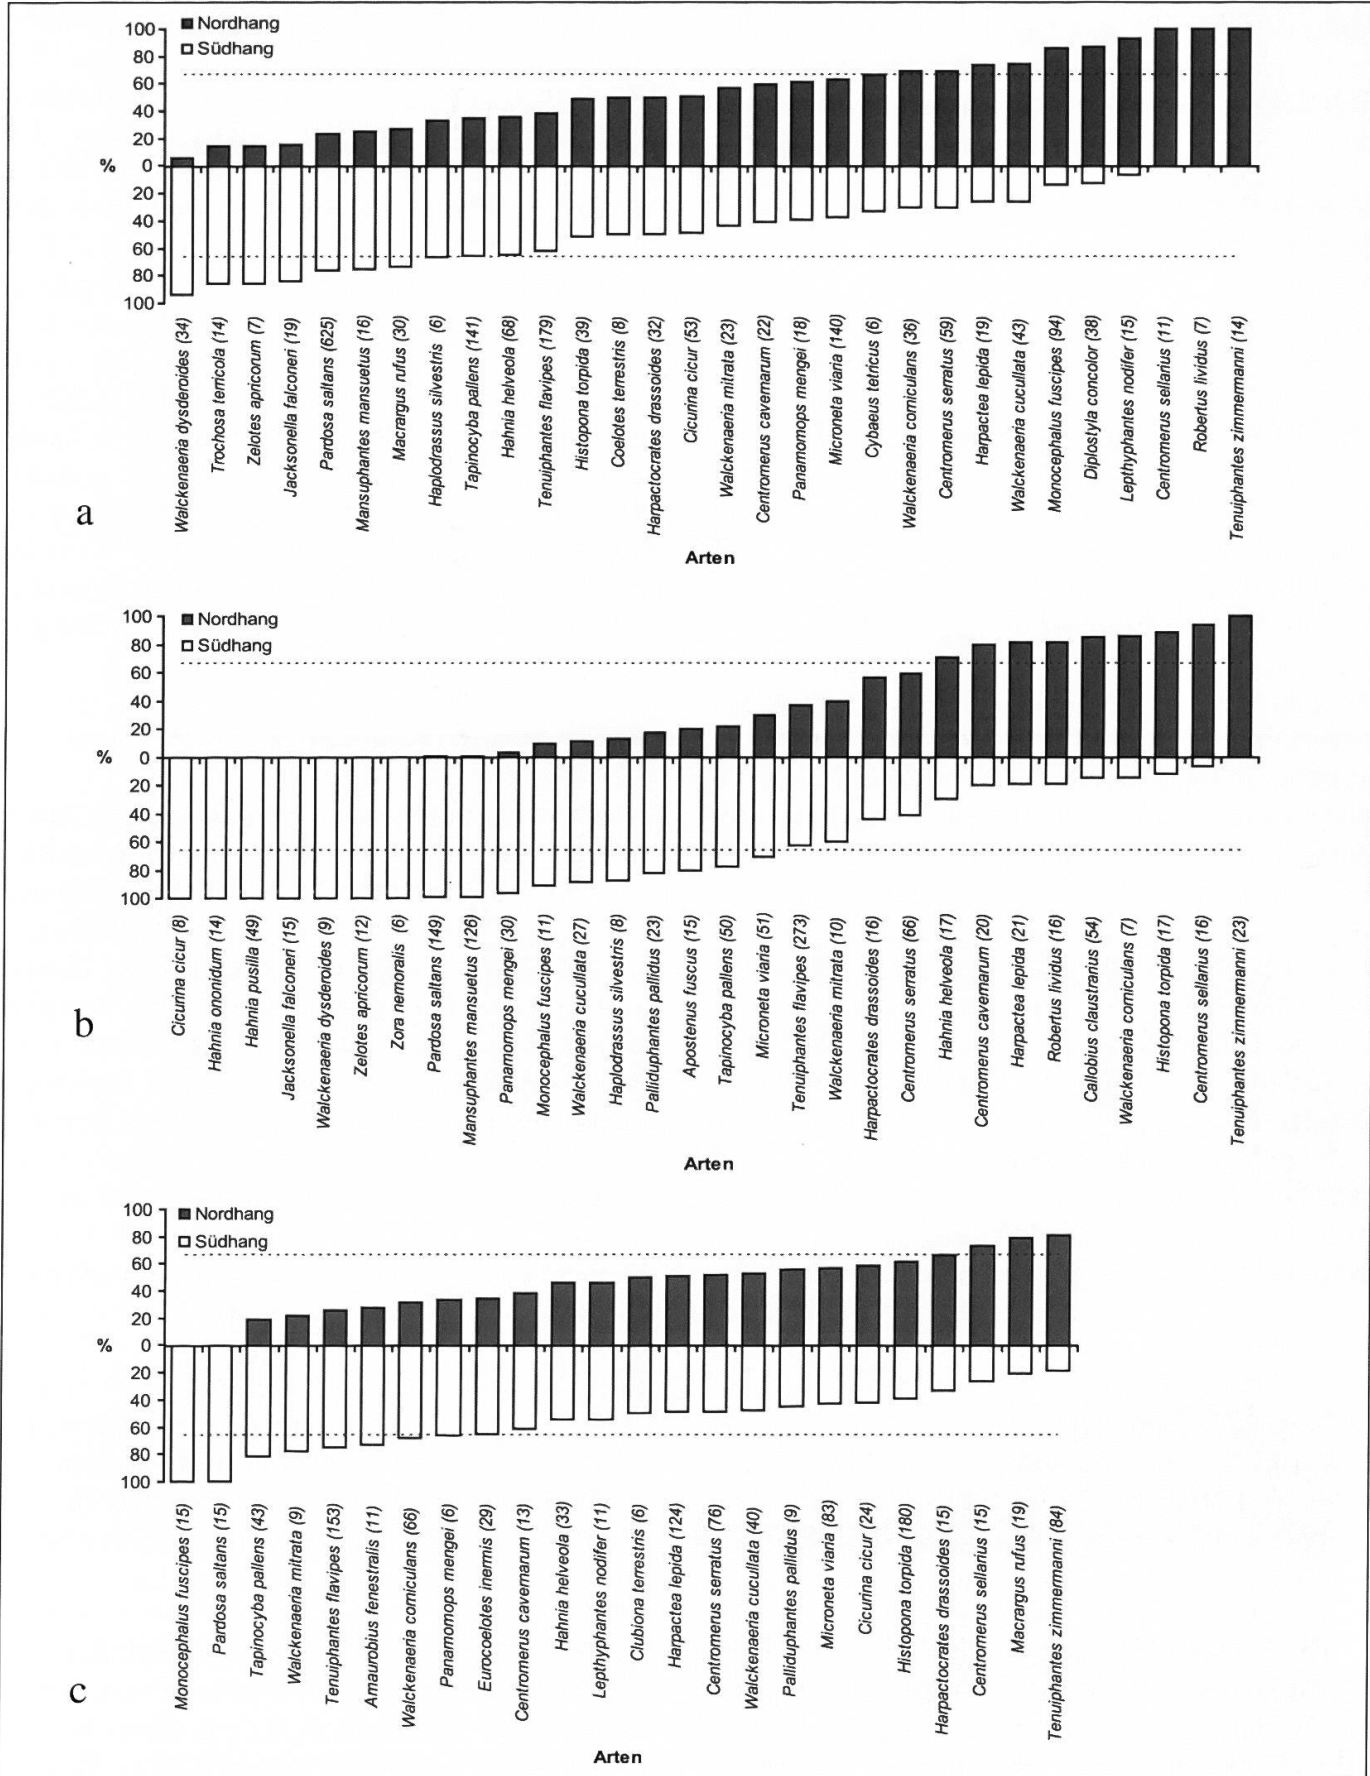 100
80
60
40
20
0
20
40
60
80
100
%
Nordhang
Südhang
Walckenaeria dysderoides (34)
Trochosa terricola (14)
Zelotes apricorum (7)
Jacksonella falconeri (19)
Pardosa saltans (625)
Mansuphantes mansuetus (16)
Macrargus rufus (30)
Haplodrassus silvestris (6)
Tapinocyba pallens (141)
Hahnia helveola (68)
Tenuiphantes flavipes (179)
Histopona torpida (39)
Coelotes terrestris (8)
Harpactocrates drassoides (32)
Cicurina cicur (53)
Walckenaeria mitrata (23)
Centromerus cavernarum (22)
Panamomops mengei (18)
Microneta viaria (140)
Cybaeus tetricus (6)
Walckenaeria corniculans (36)
Centromerus serratus (59)
Harpactea lepida (19)
Walckenaeria cucullata (43)
Monocephalus fuscipes (94)
Diplostyla concolor (38)
Lepthyphantes nodifer (15)
Centromerus sellarius (11)
Robertus lividus (7)
Tenuiphantes zimmermanni (14)
a
Arten
100
80
60
40
20
0
20
40
60
80
100
%
Nordhang
Südhang
Cicurina cicur (8)
Hahnia ononidum (14)
Hahnia pusilla (49)
Jacksonella falconeri (15)
Walckenaeria dysderoides (9)
Zelotes apricorum (12)
Zora nemoralis (6)
Pardosa saltans (149)
Mansuphantes mansuetus (126)
Panamomops mengei (30)
Monocephalus fuscipes (11)
Walckenaeria cucullata (27)
Haplodrassus silvestris (8)
Palliduphantes pallidus (23)
Apostenus fuscus (15)
Tapinocyba pallens (50)
Microneta viaria (51)
Tenuiphantes flavipes (273)
Walckenaeria mitrata (10)
Harpactocrates drassoides (16)
Centromerus serratus (66)
Hahnia helveola (17)
Centromerus cavernarum (20)
Harpactea lepida (21)
Robertus lividus (16)
Callobius claustrarius (54)
Walckenaeria corniculans (7)
Histopona torpida (17)
Centromerus sellarius (16)
Tenuiphantes zimmermanni (23)
b
Arten
100
80
60
40
20
0
20
40
60
80
100
%
Nordhang
Südhang
Monocephalus fuscipes (15)
Pardosa saltans (15)
Tapinocyba pallens (43)
Walckenaeria mitrata (9)
Tenuiphantes flavipes (153)
Amaurobius fenestralis (11)
Walckenaeria corniculans (66)
Panamomops mengei (6)
Eurocoelotes inermis (29)
Centromerus cavernarum (13)
Hahnia helveola (33)
Lepthyphantes nodifer (11)
Clubiona terrestris (6)
Harpactea lepida (124)
Centromerus serratus (76)
Walckenaeria cucullata (40)
Palliduphantes pallidus (9)
Microneta viaria (83)
Cicurina cicur (24)
Histopona torpida (180)
Harpactocrates drassoides (15)
Centromerus sellarius (15)
Macrargus rufus (19)
Tenuiphantes zimmermanni (84)
c
Arten